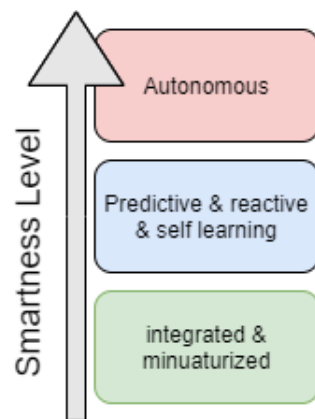 Smartness Level
Autonomous
Predictive & reactive
& self learning
integrated &
minuaturized